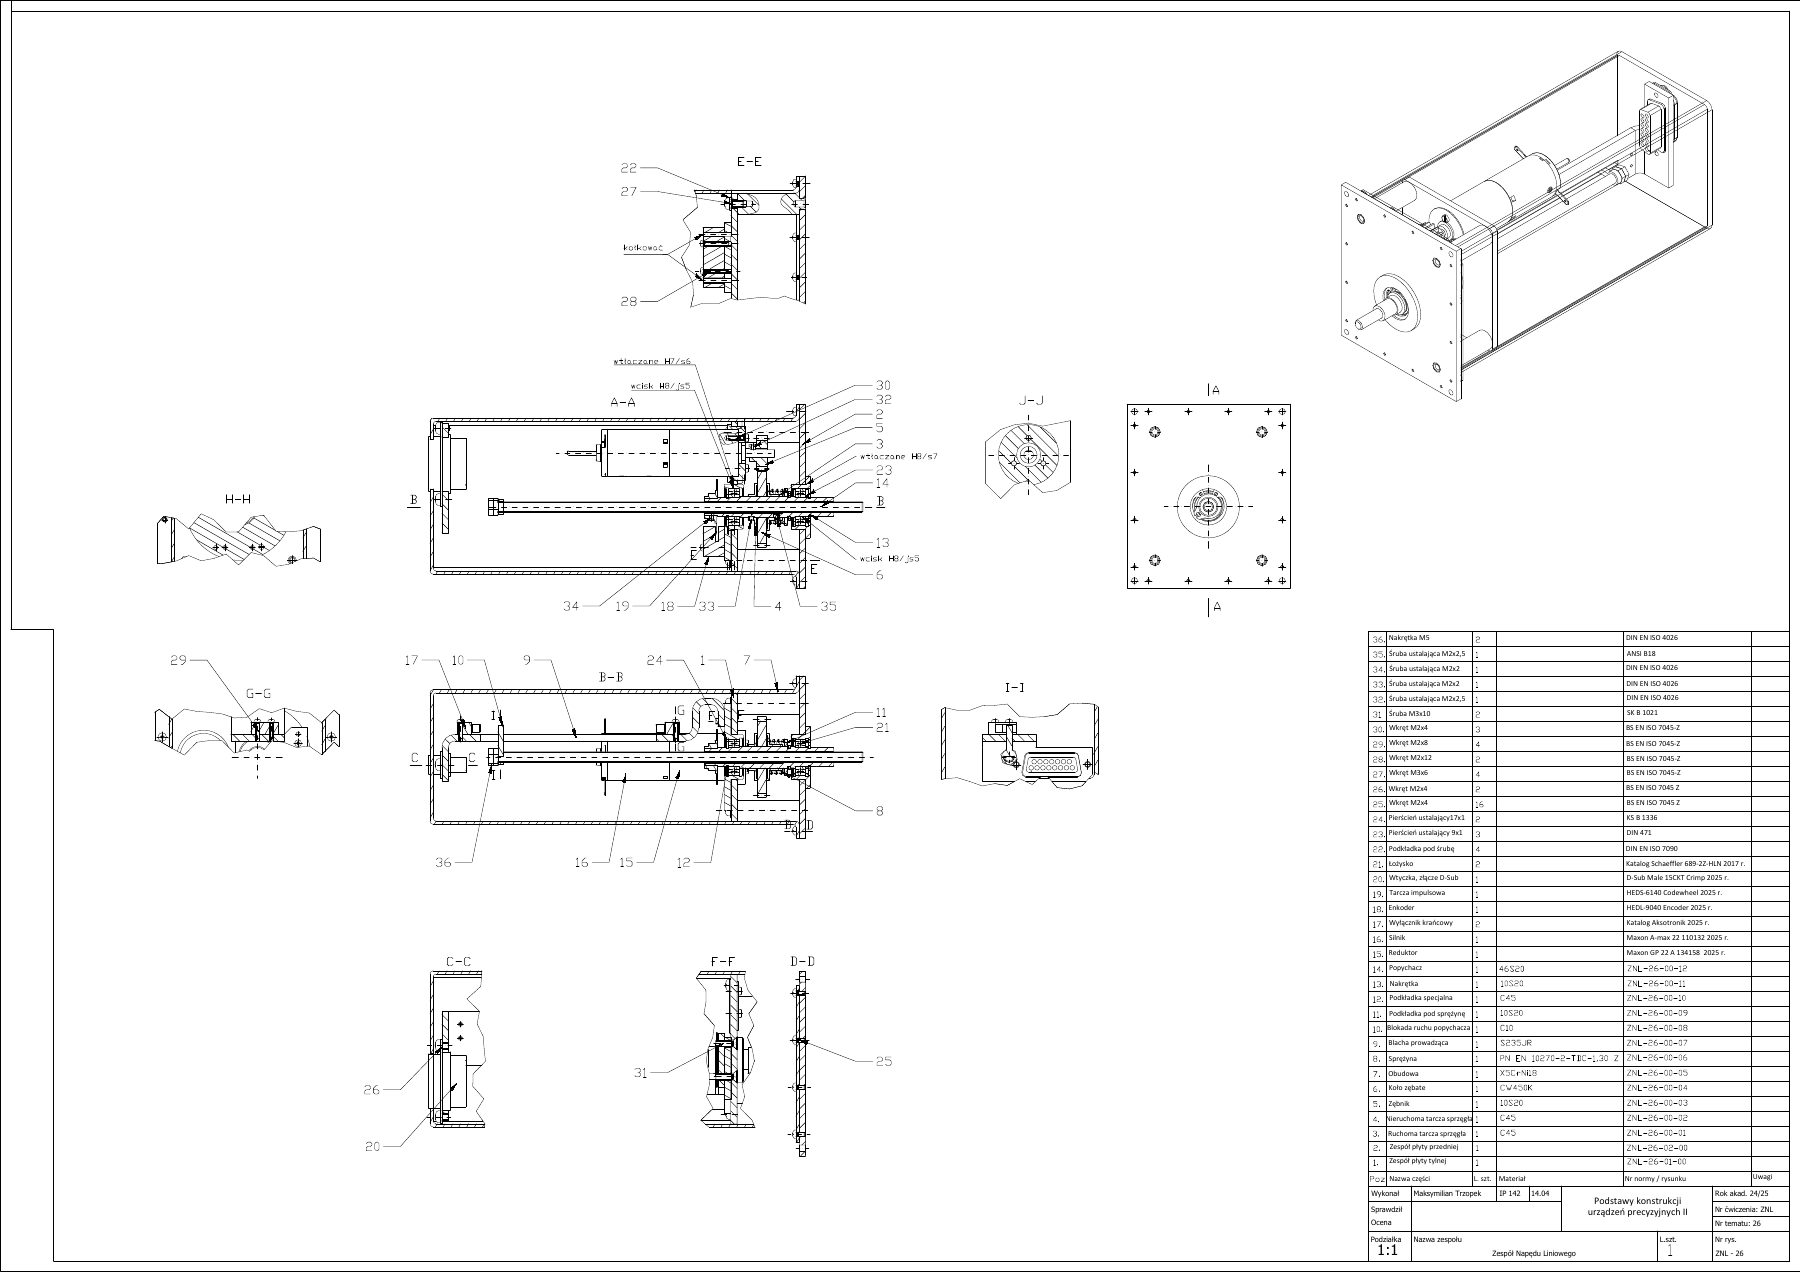 E-E
22
27
kołkować
28
wtłaczane H7/s6
wcisk H8/js5
A-A
30
32
2
5
3
wtłaczane H8/s7
23
14
B
B
13
wcisk H8/js5
6
E
E
34
19
18
33
4
35
J-J
A
A
H-H
29
G-G
17
10
9
B-B
24
1
7
I
G
F
F
11
21
C
C
G
I
8
D
D
36
16
15
12
I-I
C-C
26
20
F-F
31
D-D
25
36. Nakrętka M5 2 DIN EN ISO 4026
35. Śruba ustalająca M2x2,5 1 ANSI B18
34. Śruba ustalająca M2x2 1 DIN EN ISO 4026
33. Śruba ustalająca M2x2 1 DIN EN ISO 4026
32. Śruba ustalająca M2x2,5 1 DIN EN ISO 4026
31 Śruba M3x10 2 SK B 1021
30. Wkręt M2x4 3 BS EN ISO 7045-Z
29. Wkręt M2x8 4 BS EN ISO 7045-Z
28. Wkręt M2x12 2 BS EN ISO 7045-Z
27. Wkręt M3x6 4 BS EN ISO 7045-Z
26. Wkręt M2x4 2 BS EN ISO 7045 Z
25. Wkręt M2x4 16 BS EN ISO 7045 Z
24. Pierścień ustalający17x1 2 KS B 1336
23. Pierścień ustalający 9x1 3 DIN 471
22. Podkładka pod śrubę 4 DIN EN ISO 7090
21. Łożysko 2 Katalog Schaeffler 689-2Z-HLN 2017 r.
20. Wtyczka, złącze D-Sub 1 D-Sub Male 15CKT Crimp 2025 r.
19. Tarcza impulsowa 1 HEDS-6140 Codewheel 2025 r.
18. Enkoder 1 HEDL-9040 Encoder 2025 r.
17. Wyłącznik krańcowy 2 Katalog Aksotronik 2025 r.
16. Silnik 1 Maxon A-max 22 110132 2025 r.
15. Reduktor 1 Maxon GP 22 A 134158 2025 r.
14. Popychacz 1 46S20 ZNL-26-00-12
13. Nakrętka 1 10S20 ZNL-26-00-11
12. Podkładka specjalna 1 C45 ZNL-26-00-10
11. Podkładka pod sprężynę 1 10S20 ZNL-26-00-09
10. Blokada ruchu popychacza 1 C10 ZNL-26-00-08
9. Blacha prowadząca 1 S235JR ZNL-26-00-07
8. Sprężyna 1 PN EN 10270-2-TDC-1,30 Z ZNL-26-00-06
7. Obudowa 1 X5CrNi18 ZNL-26-00-05
6. Koło zębate 1 CW450K ZNL-26-00-04
5. Zębnik 1 10S20 ZNL-26-00-03
4. Nieruchoma tarcza sprzęgła 1 C45 ZNL-26-00-02
3. Ruchoma tarcza sprzęgła 1 C45 ZNL-26-00-01
2. Zespół płyty przedniej 1 ZNL-26-02-00
1. Zespół płyty tylnej 1 ZNL-26-01-00
Poz Nazwa części L. szt. Materiał Nr normy / rysunku Uwagi
Wykonał Maksymilian Trzopek IP 142 14.04
Sprawdził
Ocena
Podstawy konstrukcji
urządzeń precyzyjnych II
Rok akad. 24/25
Nr ćwiczenia: ZNL
Nr tematu: 26
Podziałka
1:1
Nazwa zespołu
Zespół Napędu Liniowego
L.szt.
1
Nr rys.
ZNL - 26